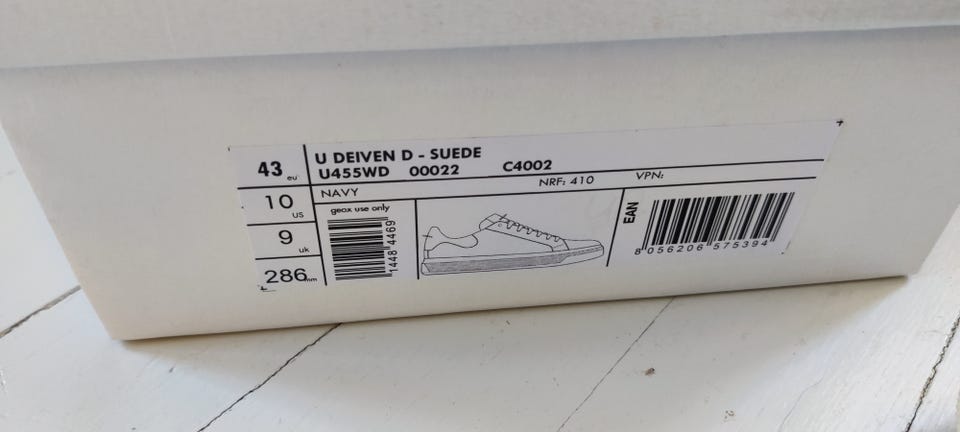 43 eu
10 us
9 uk
286 mm
U DEIVEN D - SUEDE
U455WD 00022 C4002
NAVY NRF: 410 VPN:
geox use only
1448 4469
EAN
8 056206 575394